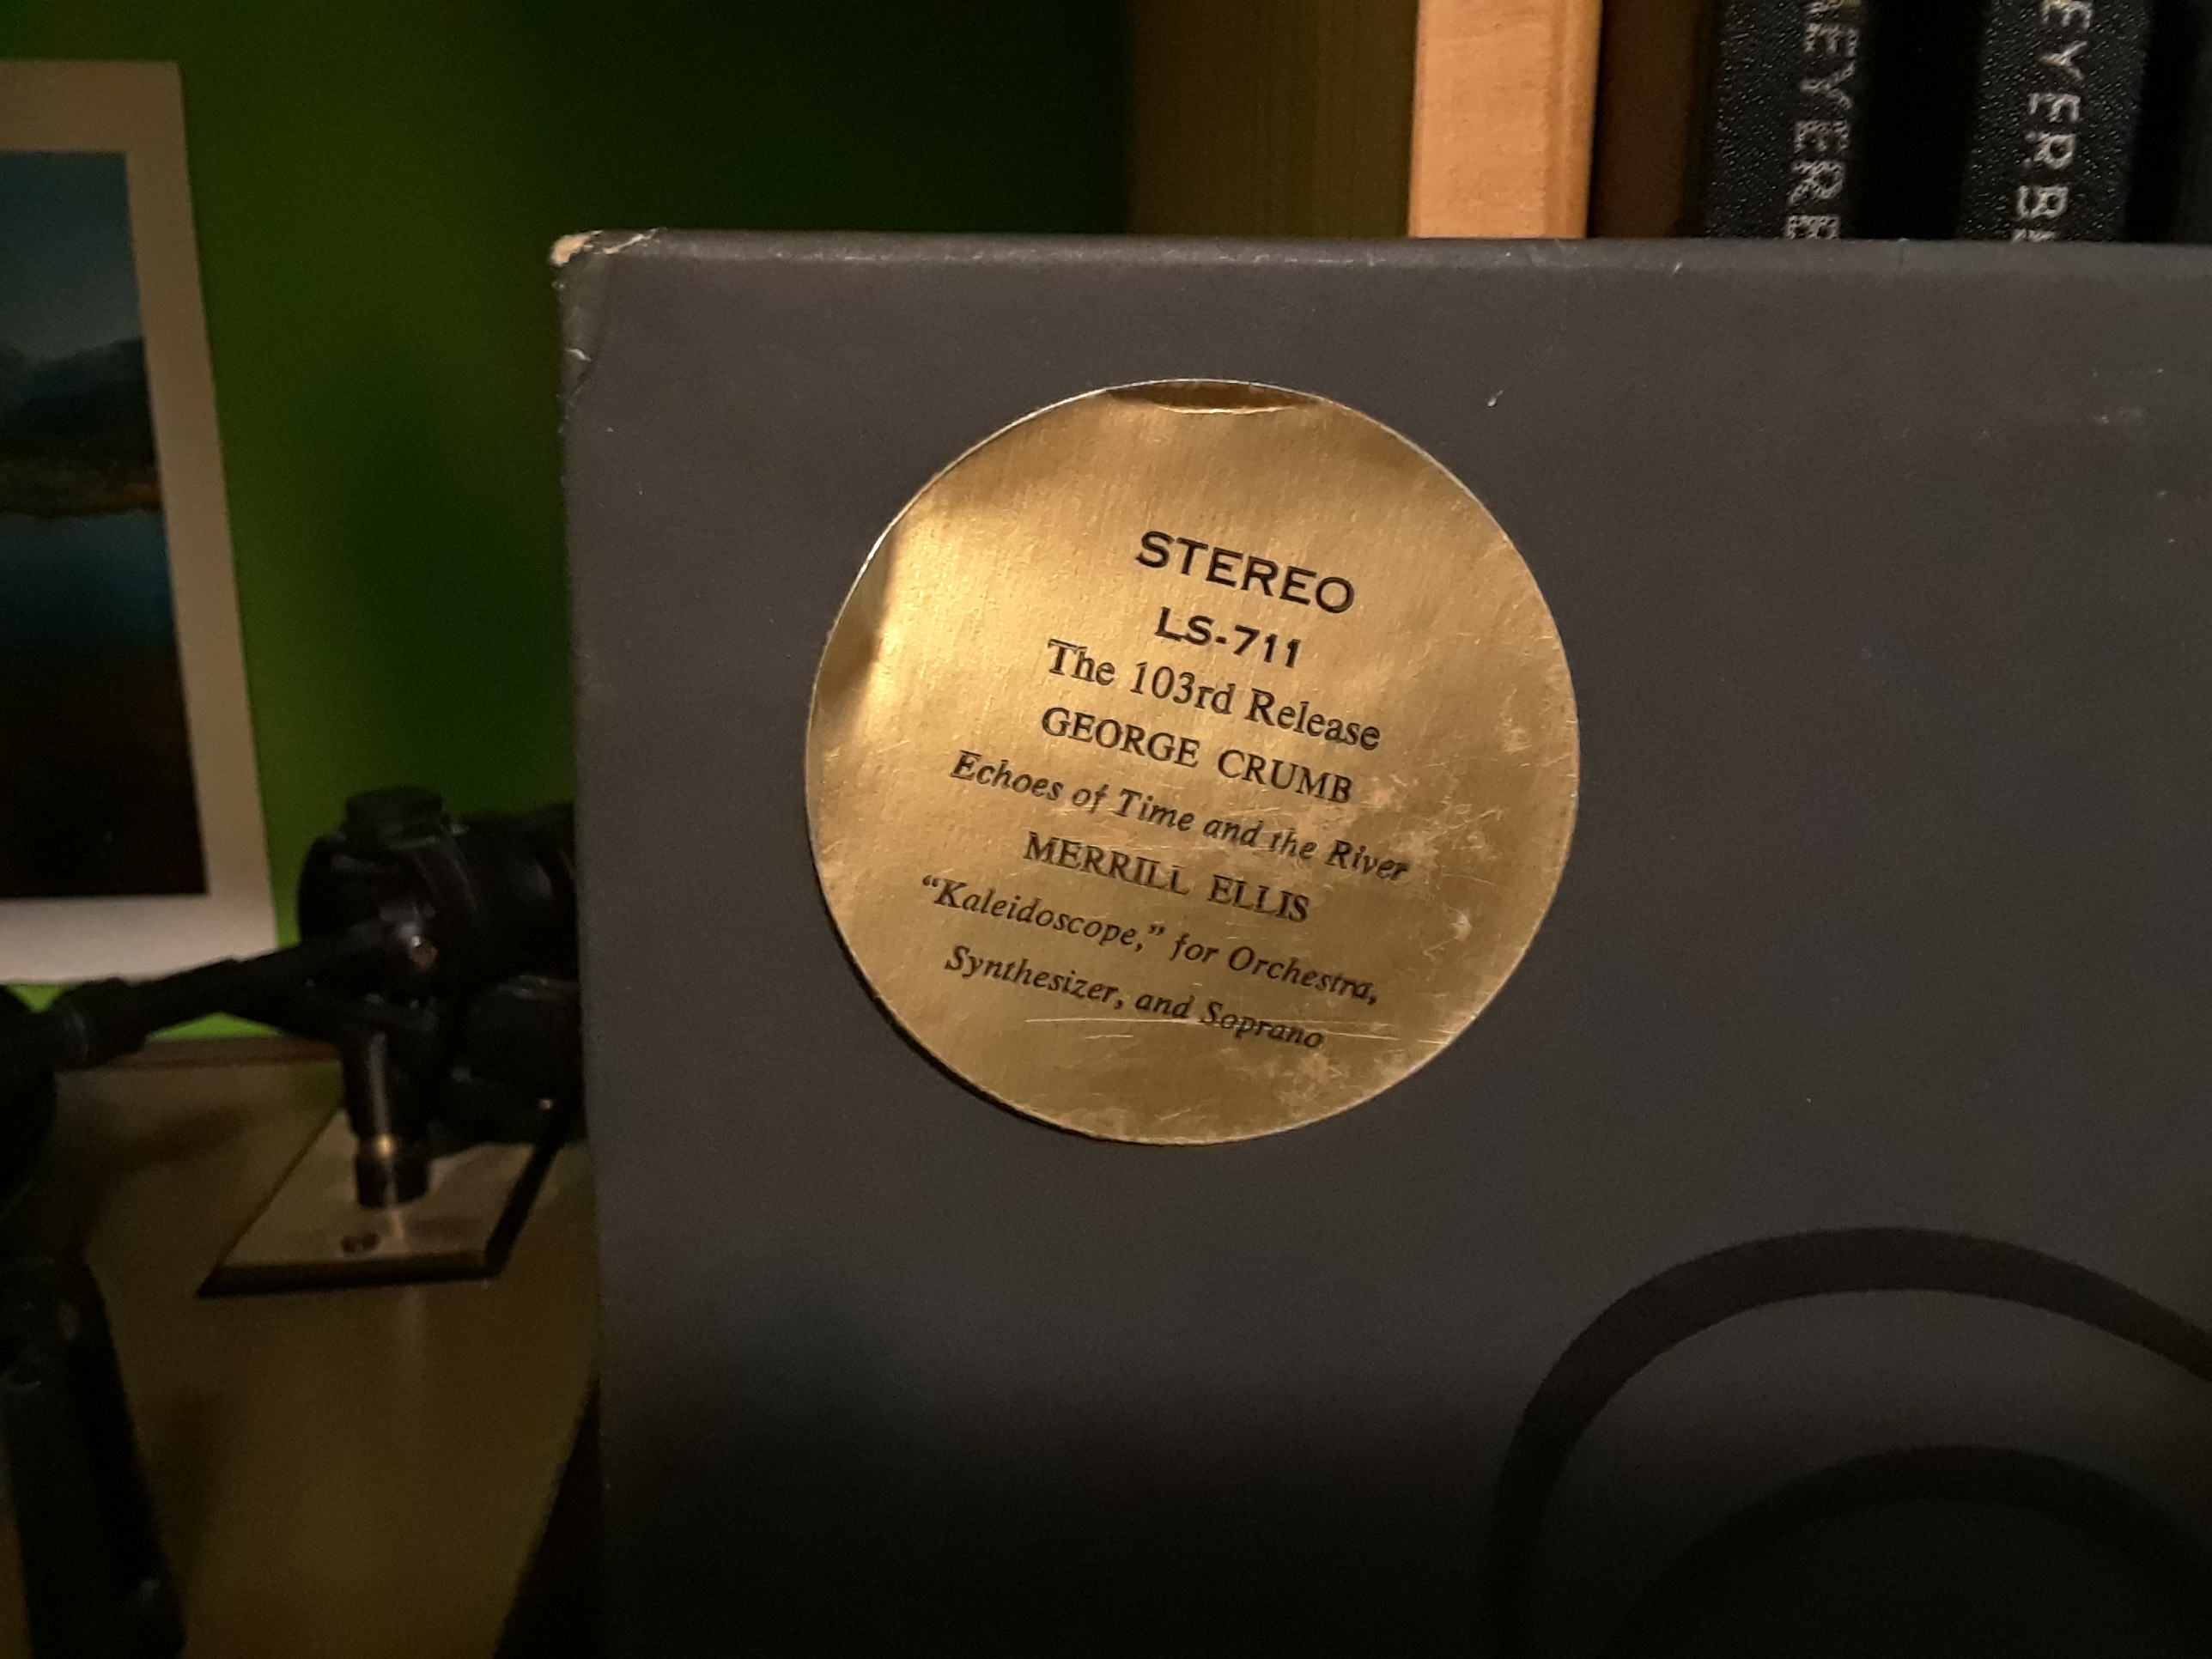 STEREO
LS-711
The 103rd Release
GEORGE CRUMB
Echoes of Time and the River
MERRILL ELLIS
“Kaleidoscope,” for Orchestra,
Synthesizer, and Soprano